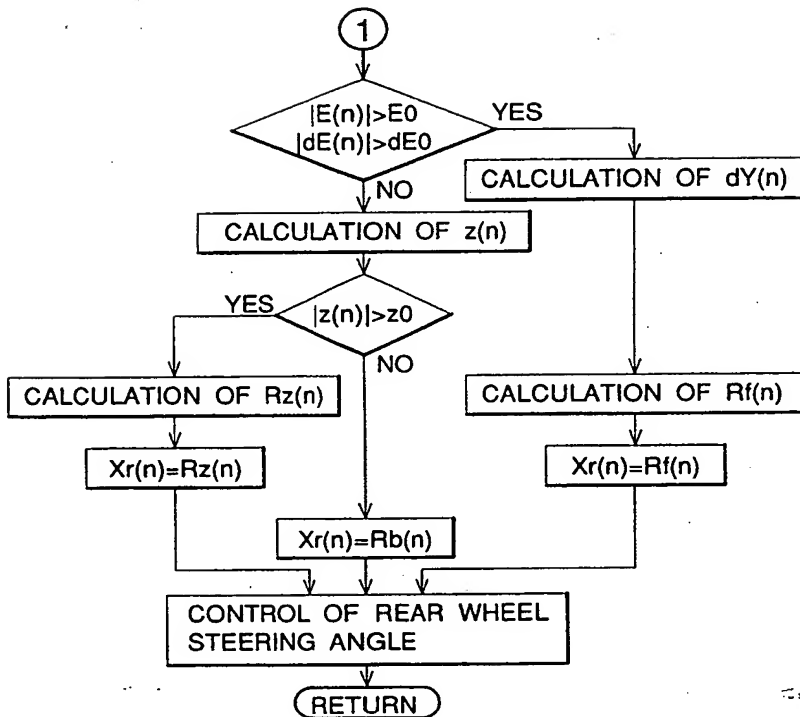 1
|E(n)|>E0
|dE(n)|>dE0
YES
CALCULATION OF dY(n)
NO
CALCULATION OF z(n)
YES
|z(n)|>z0
NO
CALCULATION OF Rz(n)
CALCULATION OF Rf(n)
Xr(n)=Rz(n)
Xr(n)=Rf(n)
Xr(n)=Rb(n)
CONTROL OF REAR WHEEL
STEERING ANGLE
RETURN